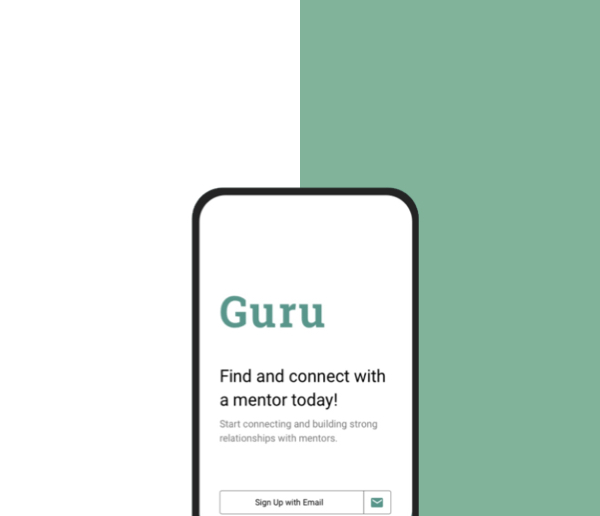 Guru
Find and connect with
a mentor today!
Start connecting and building strong
relationships with mentors.
Sign Up with Email